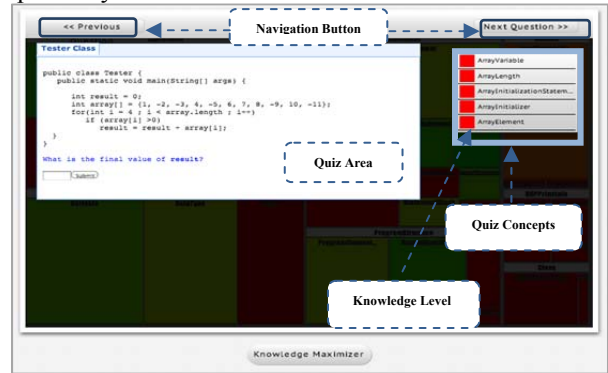 << Previous
Navigation Button
Next Question >>
Tester Class
public class Tester {
public static void main(String[] args) {
int result = 0;
int array[] = {1, -2, -3, 4, -5, 6, 7, 8, -9, 10, -11};
for(int i = 4 ; i < array.length ; i++)
if (array[i] >0)
result = result - array[i];
}
}
What is the final value of result?
Submit
Quiz Area
ArrayVariable
ArrayLength
ArrayInitializationStatem...
ArrayInitializer
ArrayElement
Quiz Concepts
Knowledge Level
Knowledge Maximizer